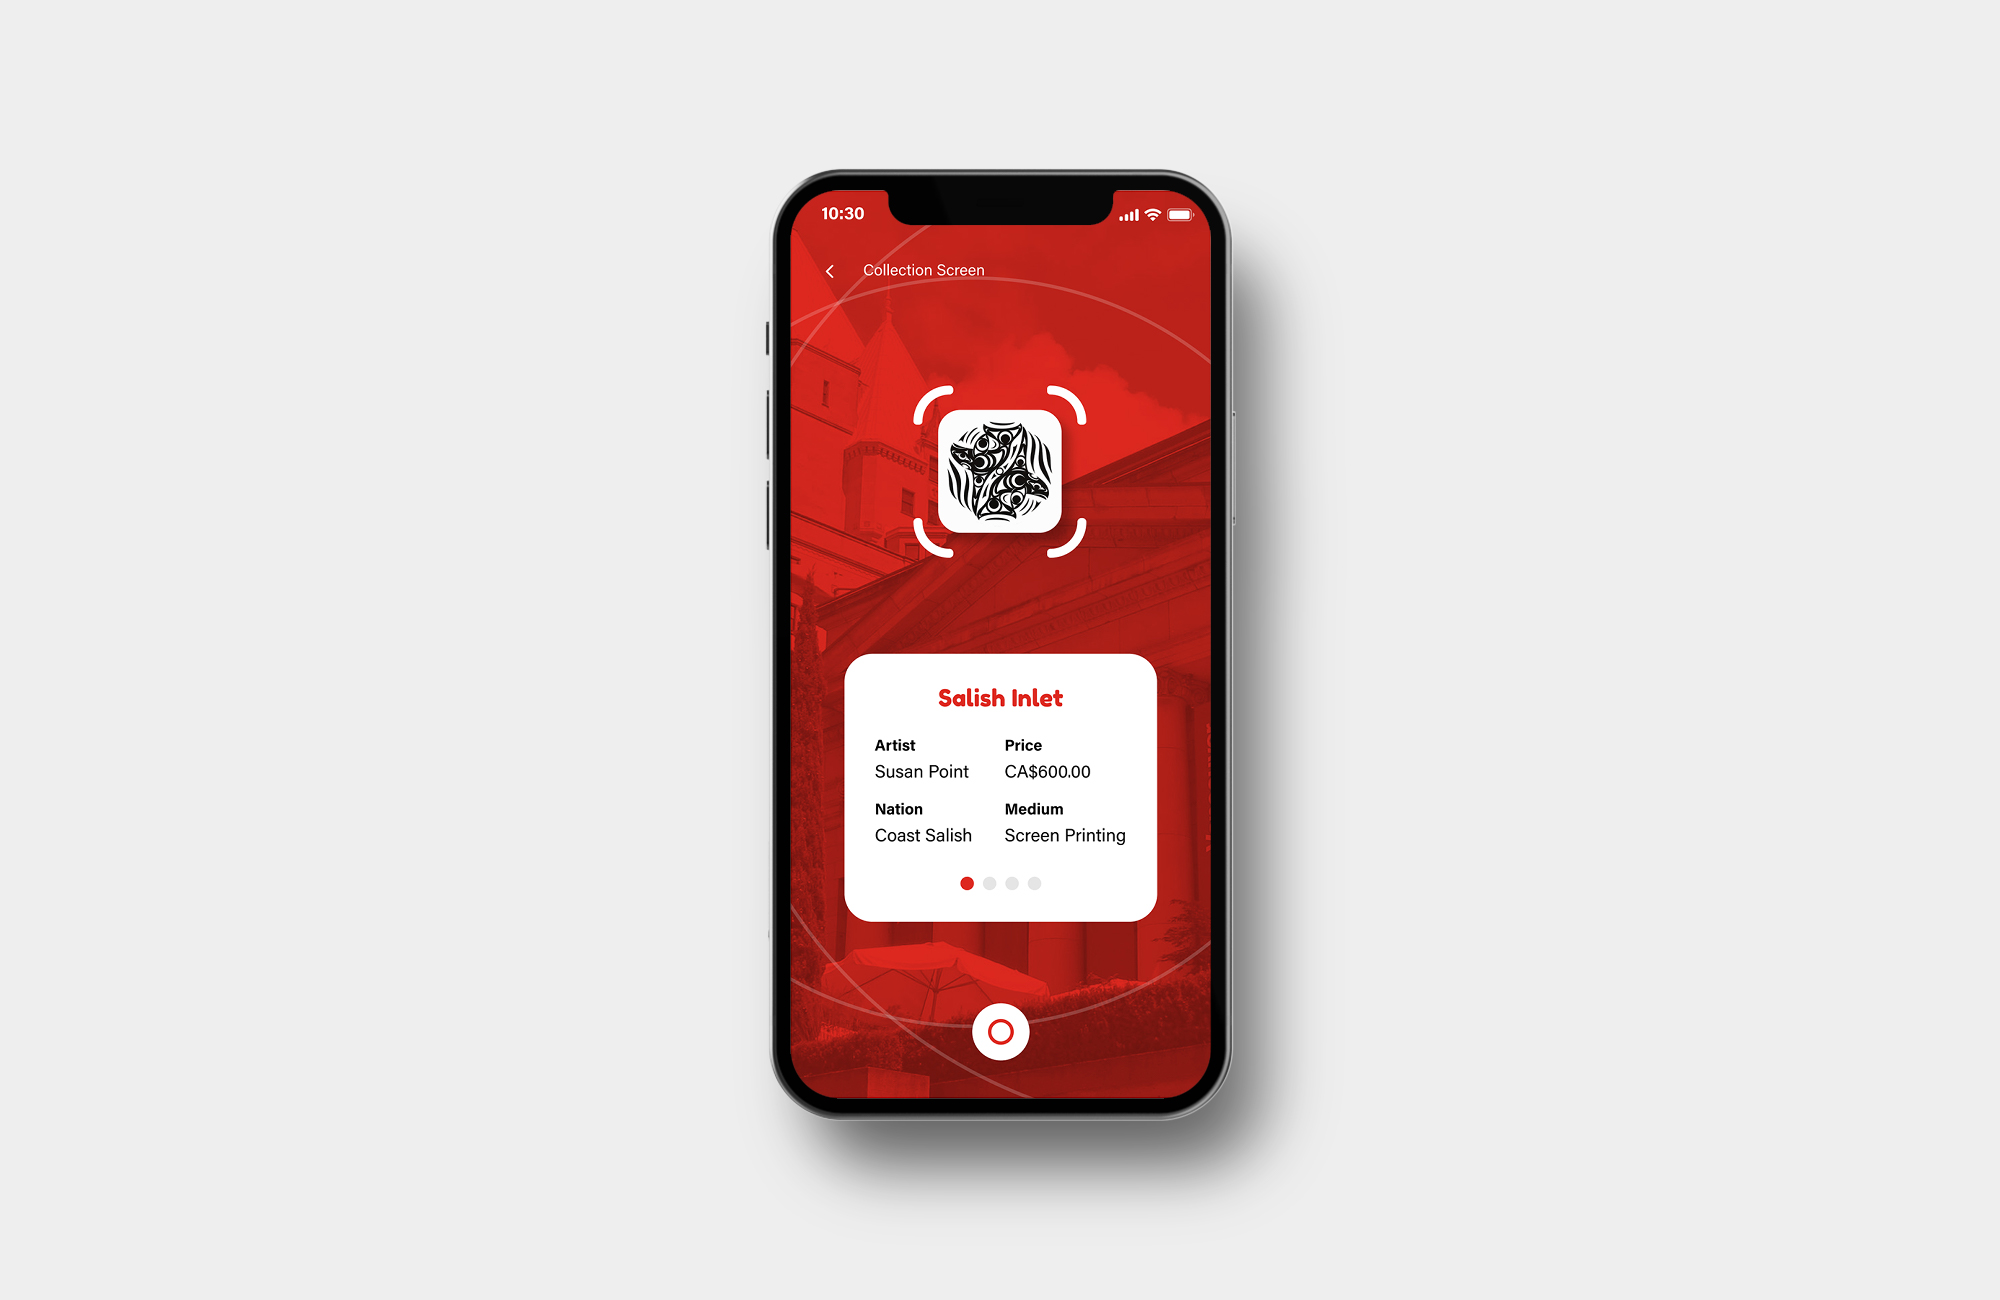 10:30
Collection Screen
Salish Inlet
Artist Price
Susan Point CA$600.00
Nation Medium
Coast Salish Screen Printing